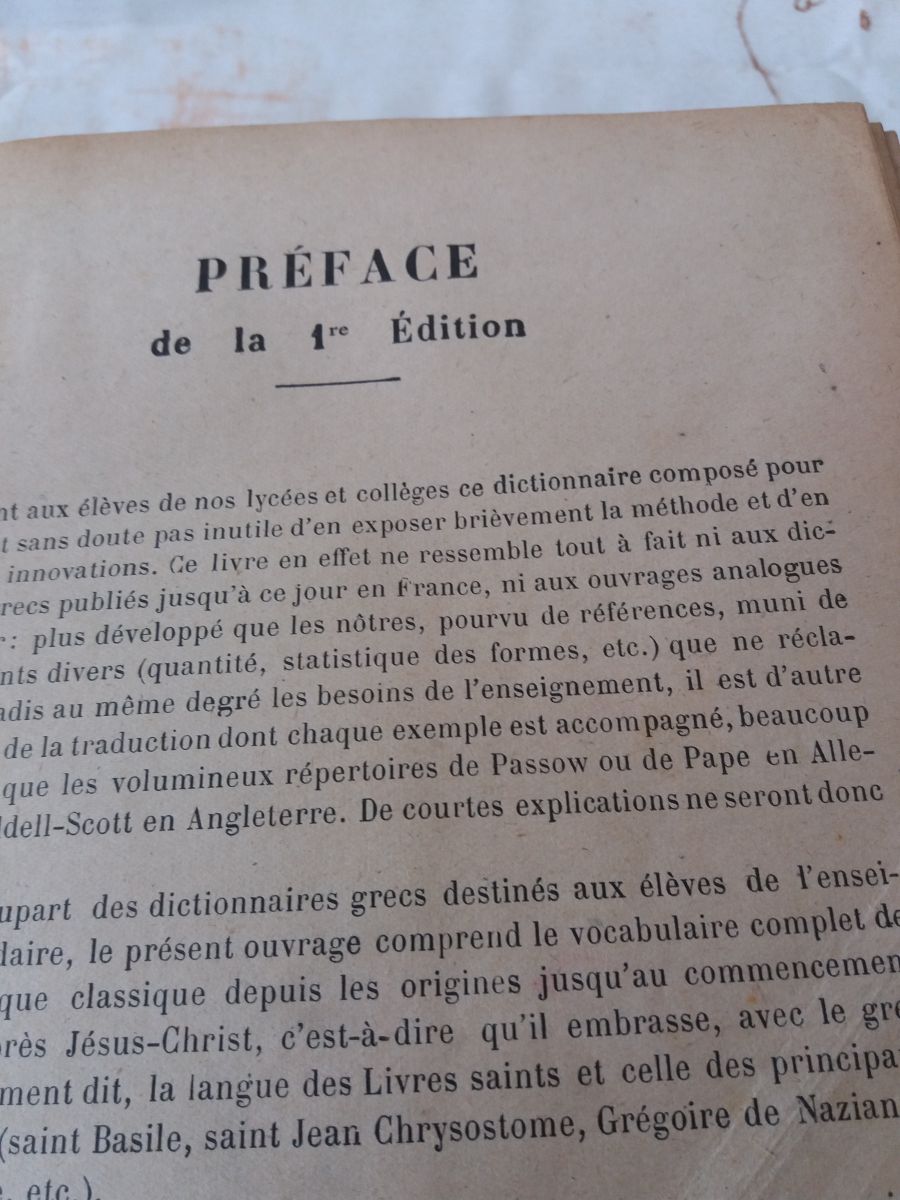 PRÉFACE
de la 1re Édition
nt aux élèves de nos lycées et collèges ce dictionnaire composé pour
t sans doute pas inutile d'en exposer brièvement la méthode et d'en
innovations. Ce livre en effet ne ressemble tout à fait ni aux dic-
recs publiés jusqu'à ce jour en France, ni aux ouvrages analogues
r: plus développé que les nôtres, pourvu de références, muni de
nts divers (quantité, statistique des formes, etc.) que ne récla-
adis au même degré les besoins de l'enseignement, il est d'autre
de la traduction dont chaque exemple est accompagné, beaucoup
que les volumineux répertoires de Passow ou de Pape en Alle-
ldell-Scott en Angleterre. De courtes explications ne seront donc
upart des dictionnaires grecs destinés aux élèves de l'ensei-
laire, le présent ouvrage comprend le vocabulaire complet de
que classique depuis les origines jusqu'au commencemen
près Jésus-Christ, c'est-à-dire qu'il embrasse, avec le gre
ment dit, la langue des Livres saints et celle des principa
(saint Basile, saint Jean Chrysostome, Grégoire de Nazian
etc.).